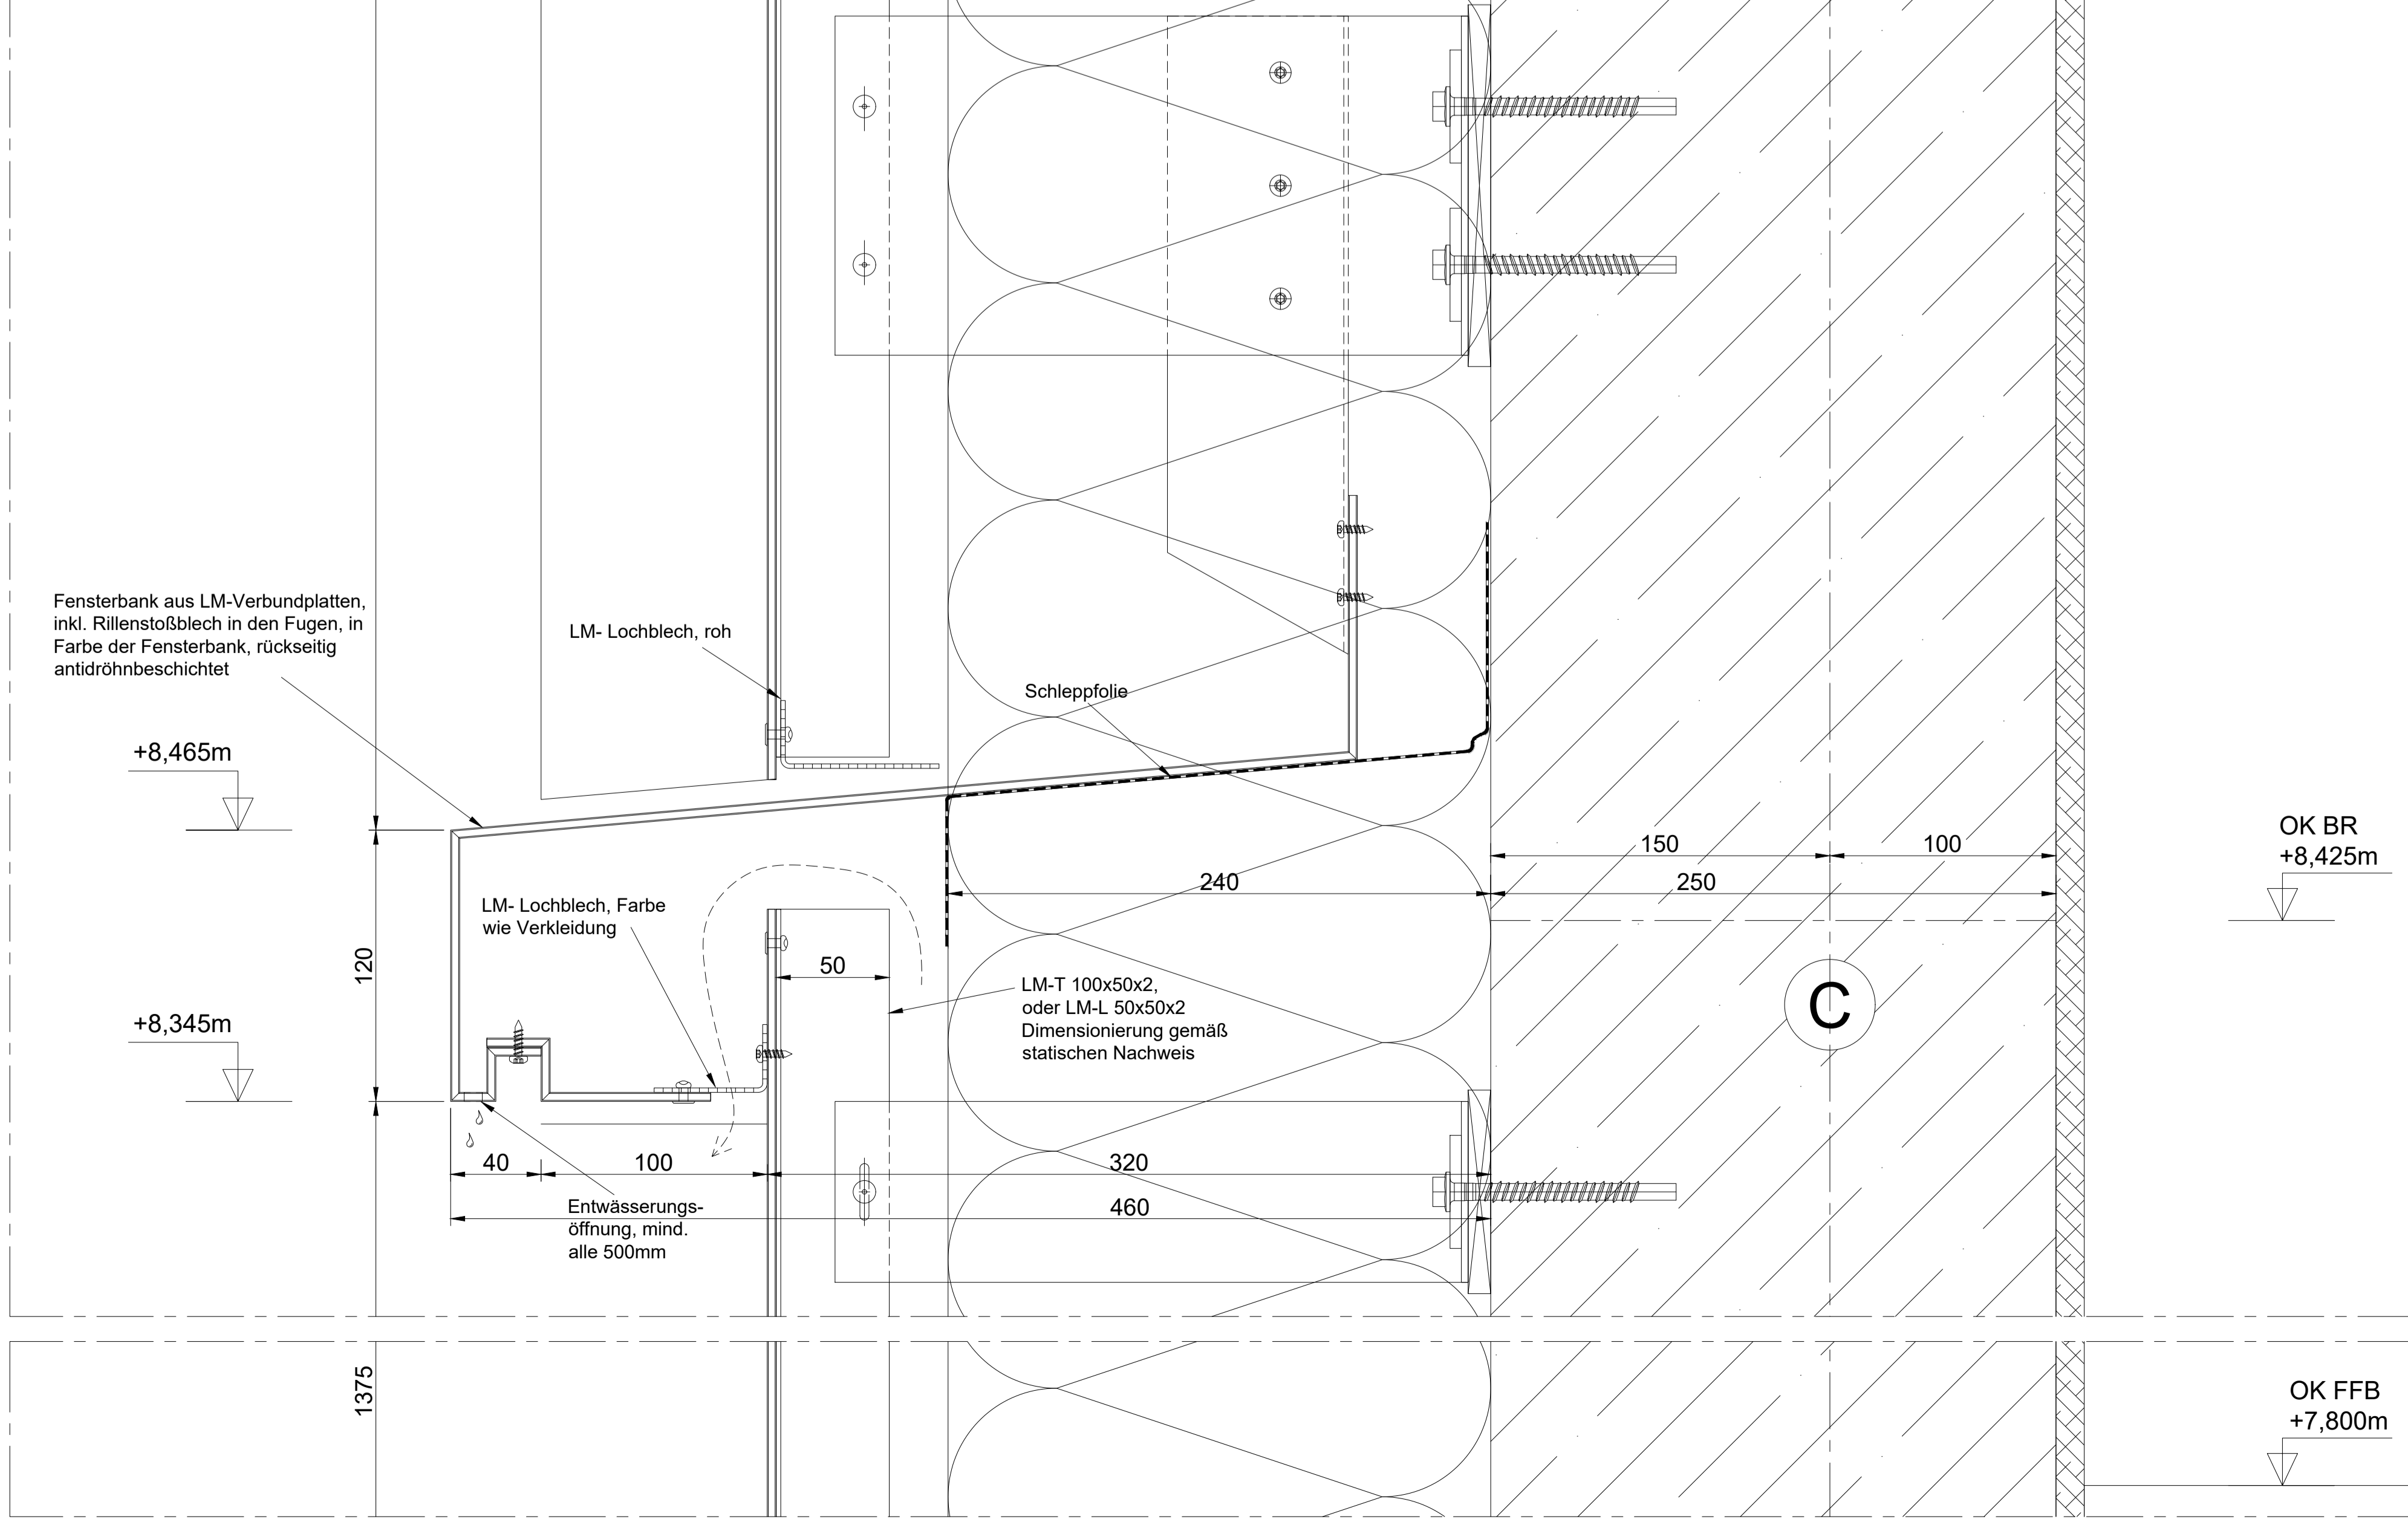 Fensterbank aus LM-Verbundplatten,
inkl. Rillenstoßblech in den Fugen, in
Farbe der Fensterbank, rückseitig
antidröhnbeschichtet
LM- Lochblech, roh
Schleppfolie
+8,465m
OK BR
+8,425m
150
100
240
250
LM- Lochblech, Farbe
wie Verkleidung
120
50
LM-T 100x50x2,
oder LM-L 50x50x2
Dimensionierung gemäß
statischen Nachweis
C
+8,345m
40
100
320
460
Entwässerungs-
öffnung, mind.
alle 500mm
1375
OK FFB
+7,800m